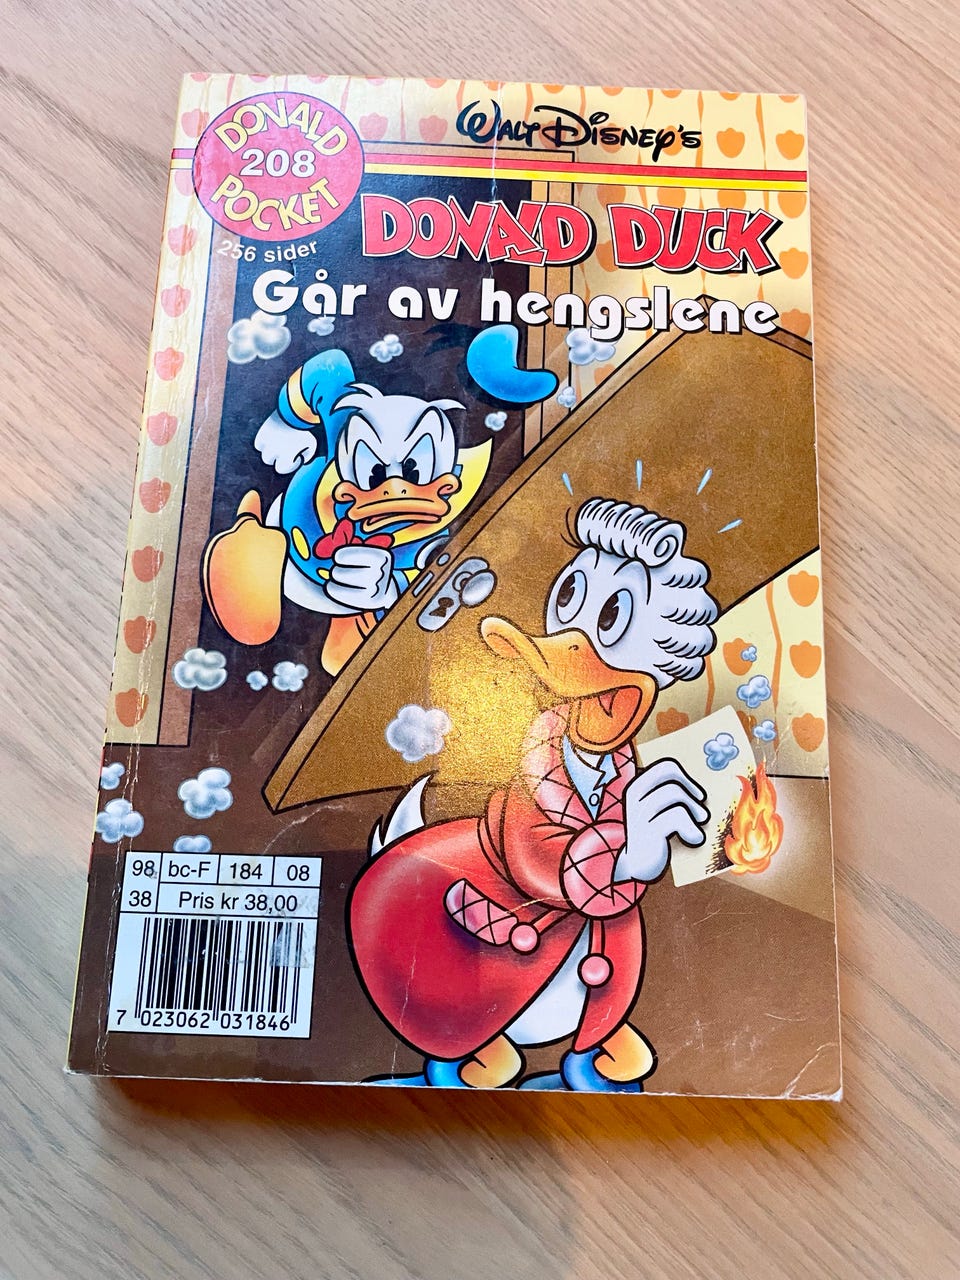 WALT DISNEY'S
DONALD
208
POCKET
256 sider
DONALD DUCK
Går av hengslene
98 bc-F 184 08
38 Pris kr 38,00
7 023062 031846